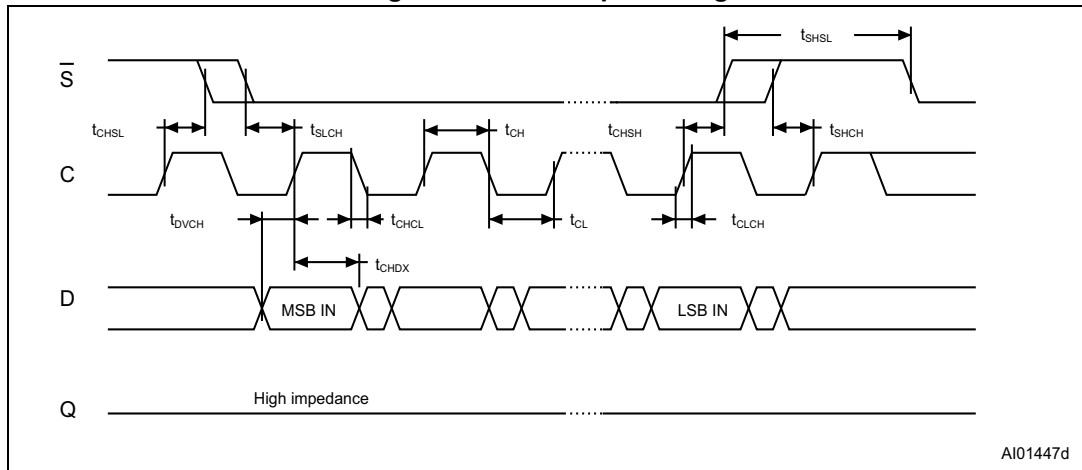 S
tSHSL
tCHSL
tSLCH
tCH
tCHSH
tSHCH
C
tDVCH
tCHCL
tCL
tCLCH
tCHDX
D
MSB IN
LSB IN
High impedance
Q
AI01447d